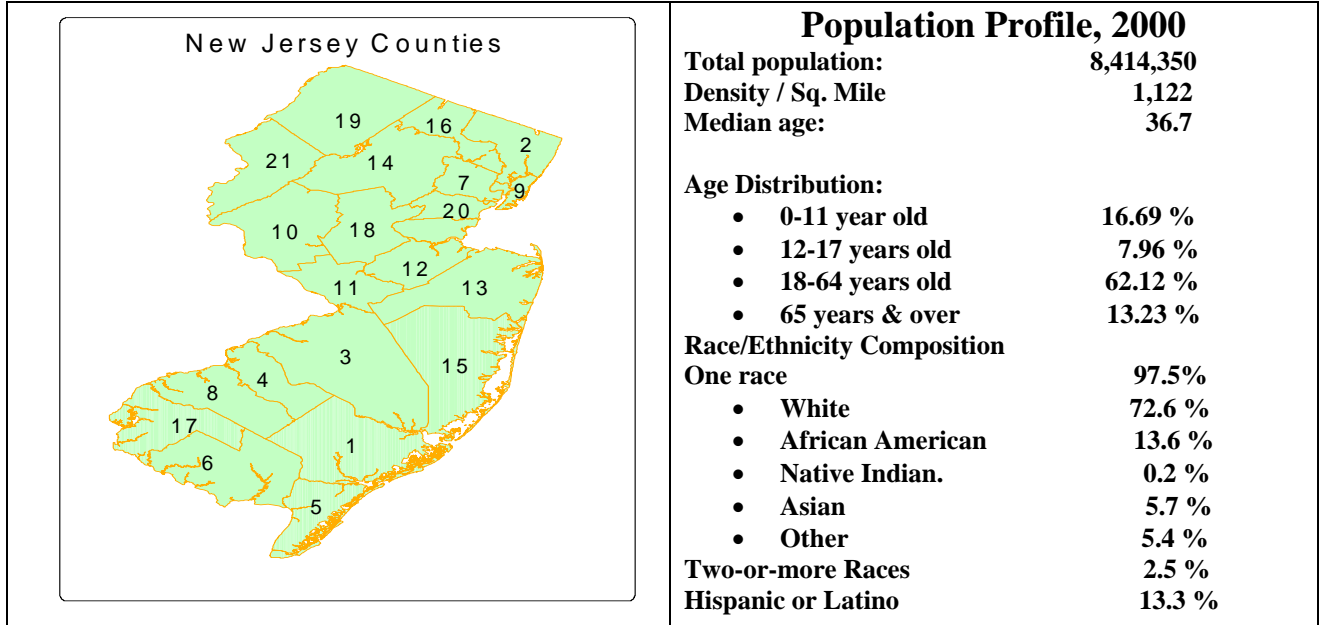 New Jersey Counties
19
16
2
21
14
7
9
20
10
18
12
11
13
3
15
4
8
17
1
6
5
Population Profile, 2000
Total population: 8,414,350
Density / Sq. Mile 1,122
Median age: 36.7
Age Distribution:
• 0-11 year old 16.69 %
• 12-17 years old 7.96 %
• 18-64 years old 62.12 %
• 65 years & over 13.23 %
Race/Ethnicity Composition
One race 97.5%
• White 72.6 %
• African American 13.6 %
• Native Indian. 0.2 %
• Asian 5.7 %
• Other 5.4 %
Two-or-more Races 2.5 %
Hispanic or Latino 13.3 %